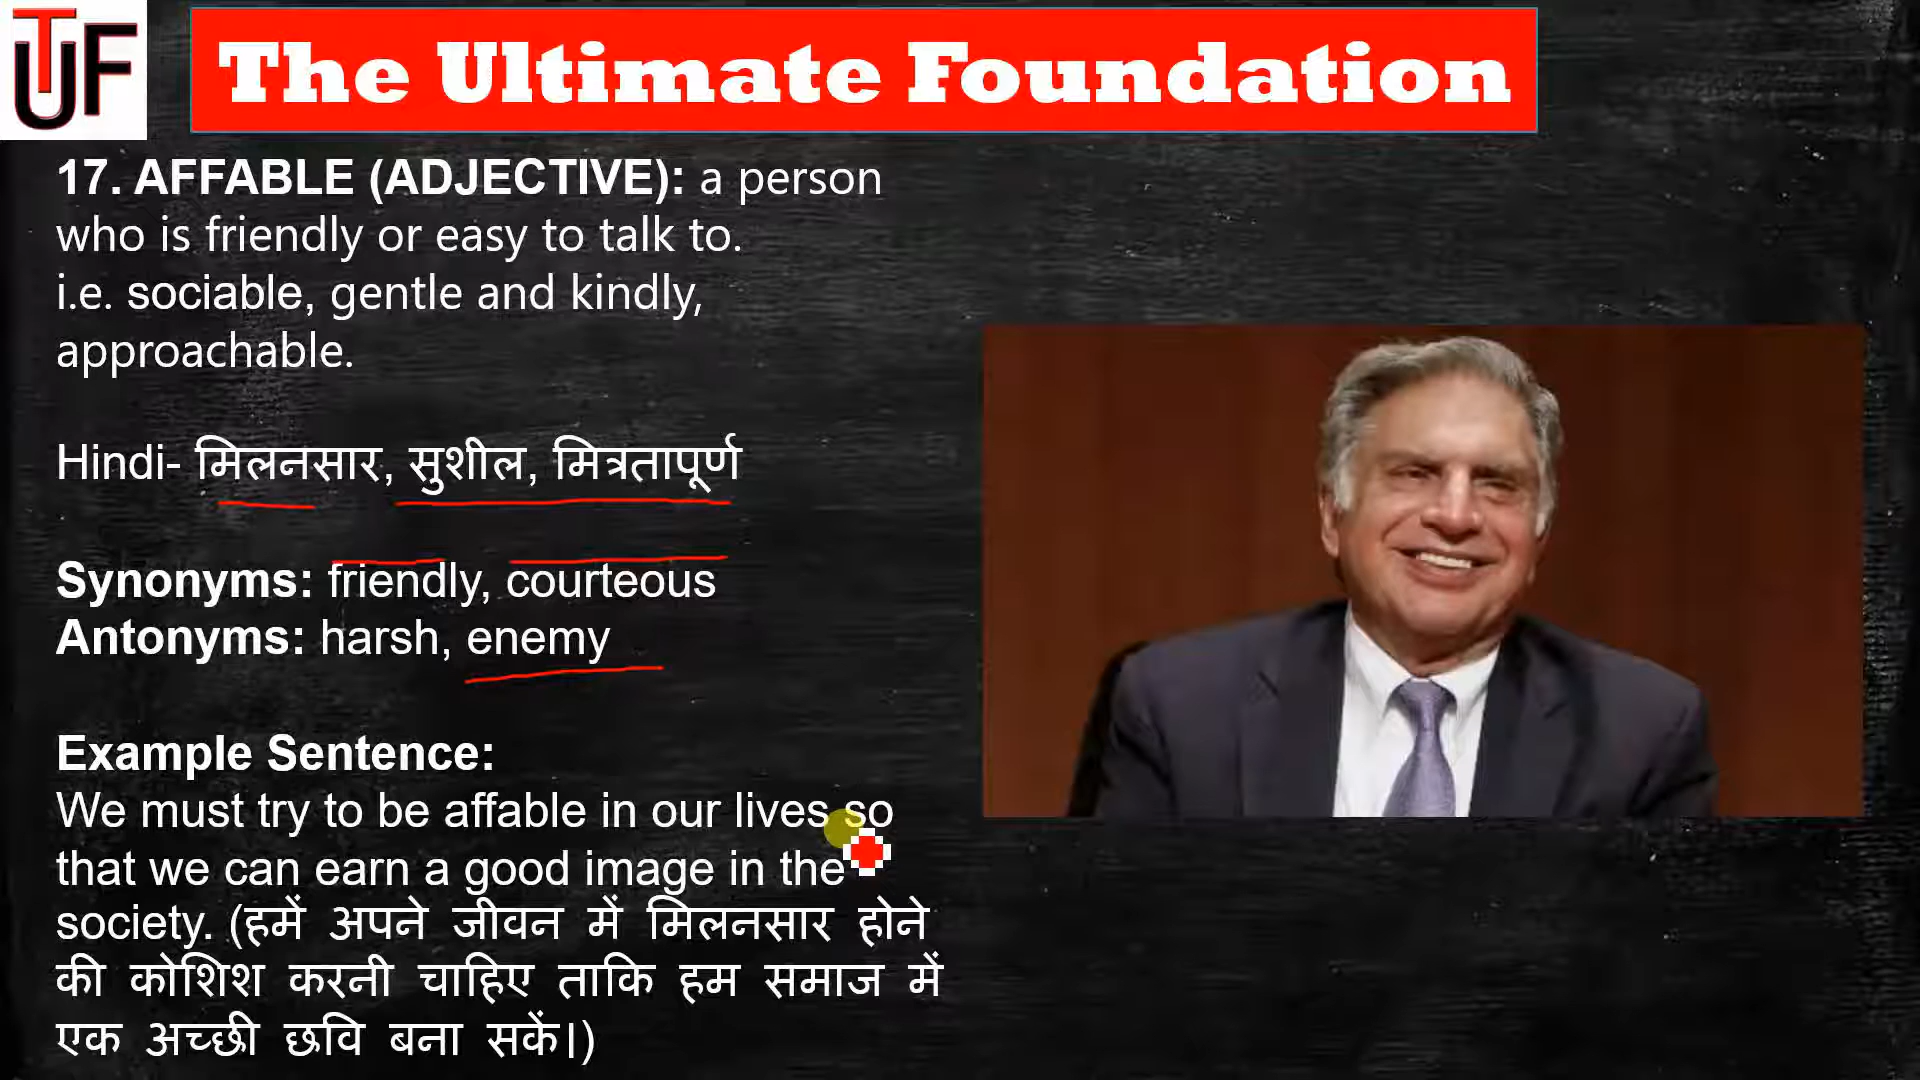 TUF
The Ultimate Foundation
17. AFFABLE (ADJECTIVE): a person
who is friendly or easy to talk to.
i.e. sociable, gentle and kindly,
approachable.
Hindi- मिलनसार, सुशील, मित्रतापूर्ण
Synonyms: friendly, courteous
Antonyms: harsh, enemy
Example Sentence:
We must try to be affable in our lives so
that we can earn a good image in the
society. (हमें अपने जीवन में मिलनसार होने
की कोशिश करनी चाहिए ताकि हम समाज में
एक अच्छी छवि बना सकें।)